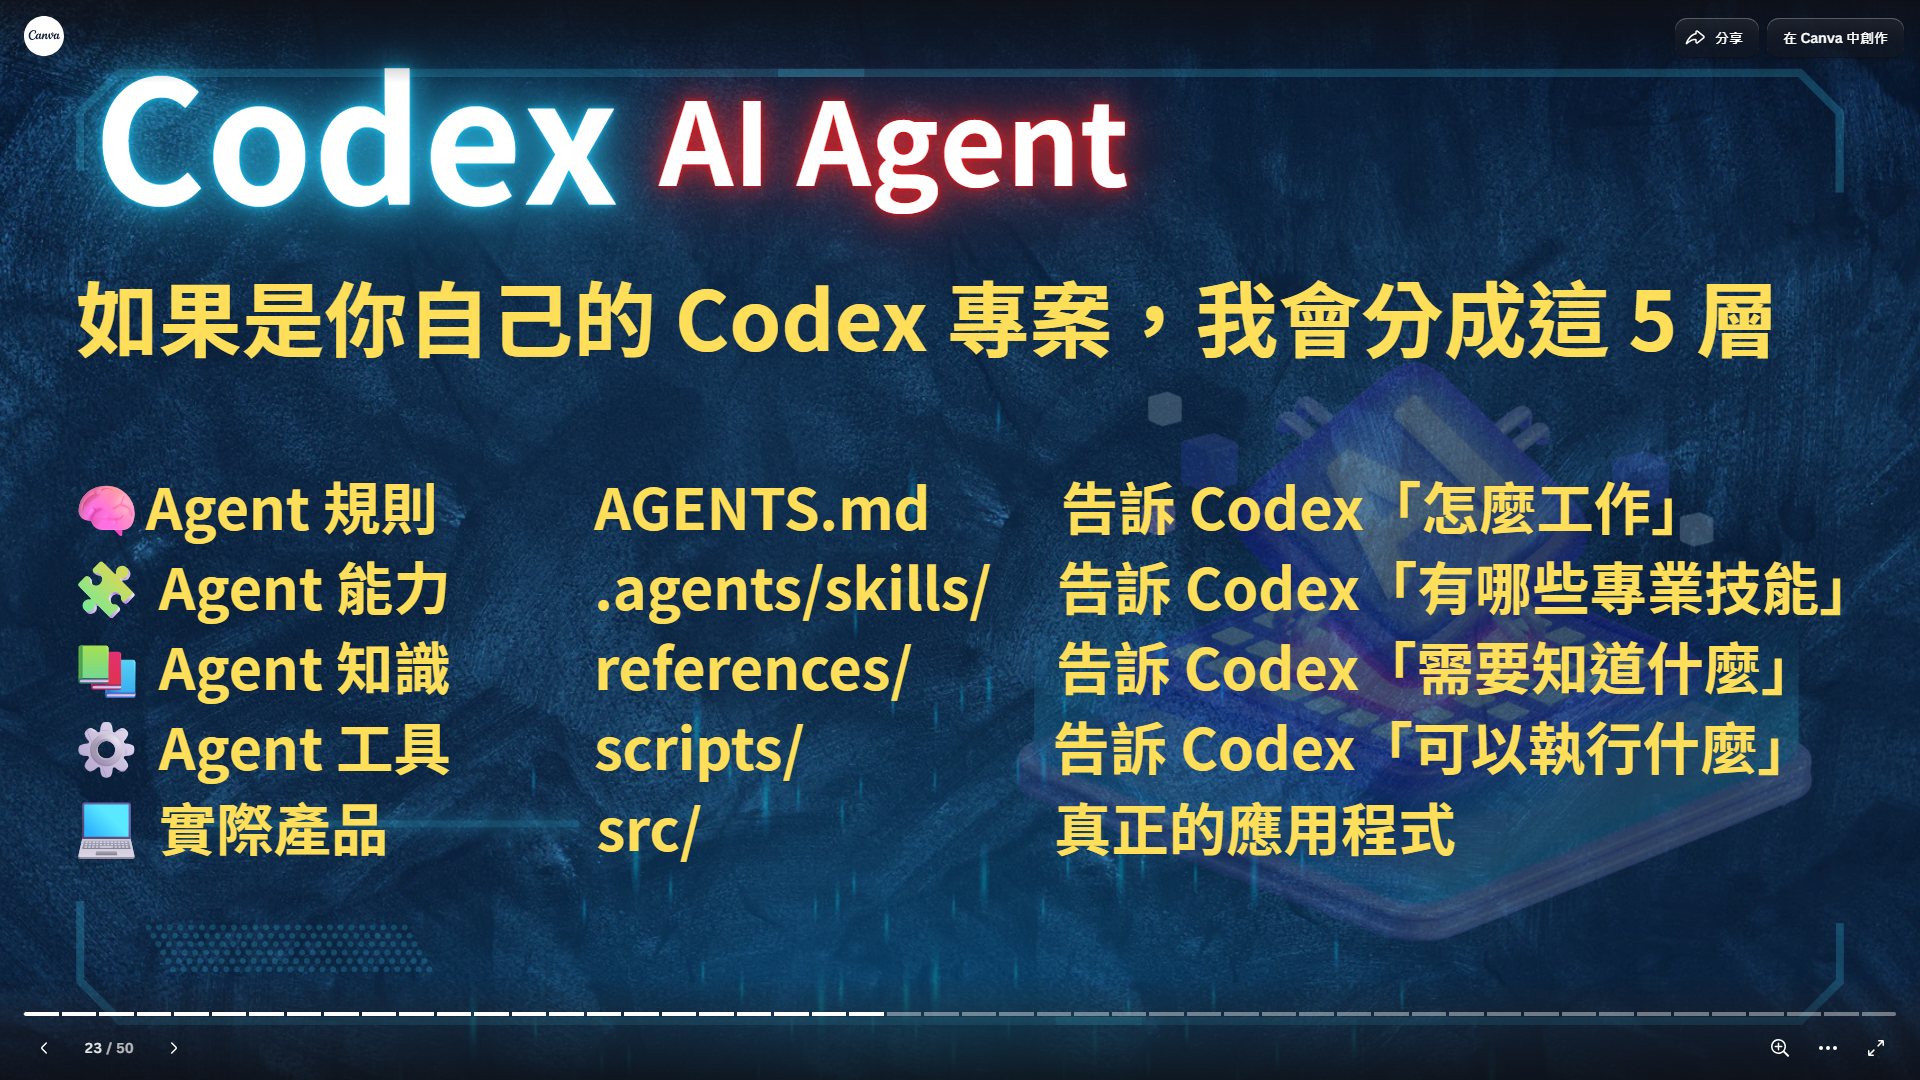 Canva
分享
在 Canva 中創作
Codex AI Agent
如果是你自己的 Codex 專案，我會分成這 5 層
Agent 規則 AGENTS.md 告訴 Codex「怎麼工作」
Agent 能力 .agents/skills/ 告訴 Codex「有哪些專業技能」
Agent 知識 references/ 告訴 Codex「需要知道什麼」
Agent 工具 scripts/ 告訴 Codex「可以執行什麼」
實際產品 src/ 真正的應用程式
23 / 50